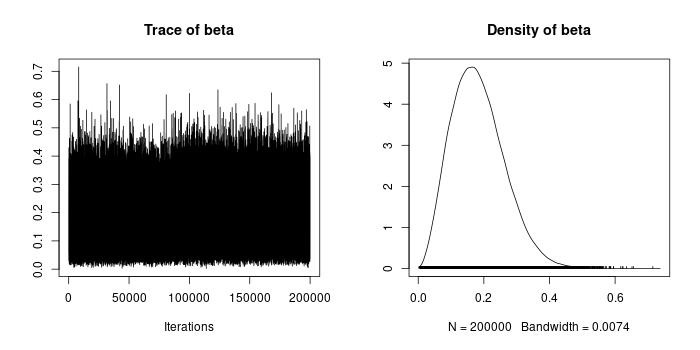 Trace of beta
0.0 0.1 0.2 0.3 0.4 0.5 0.6 0.7
0 50000 100000 150000 200000
Iterations
Density of beta
0 1 2 3 4 5
0.0 0.2 0.4 0.6
N = 200000 Bandwidth = 0.0074